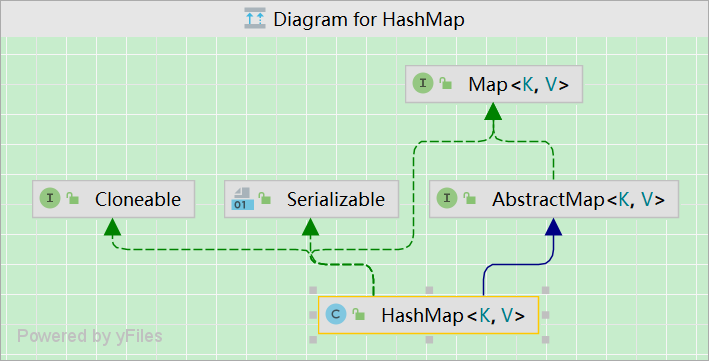 Diagram for HashMap
I Map<K, V>
I Cloneable
01 Serializable
I AbstractMap<K, V>
C HashMap<K, V>
Powered by yFiles